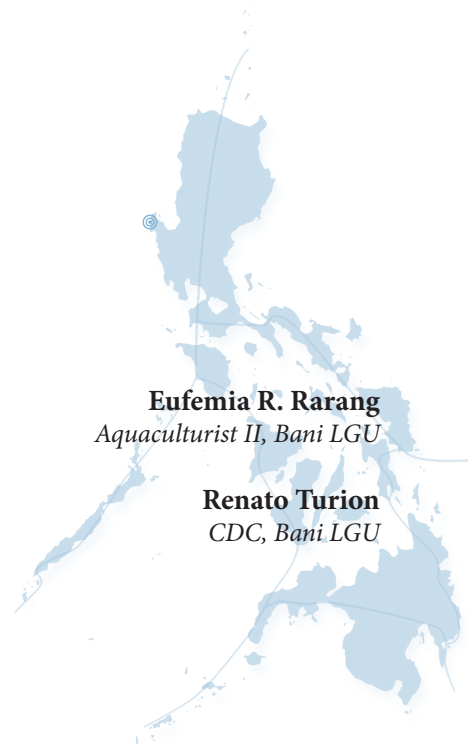 Eufemia R. Rarang
Aquaculturist II, Bani LGU
Renato Turion
CDC, Bani LGU